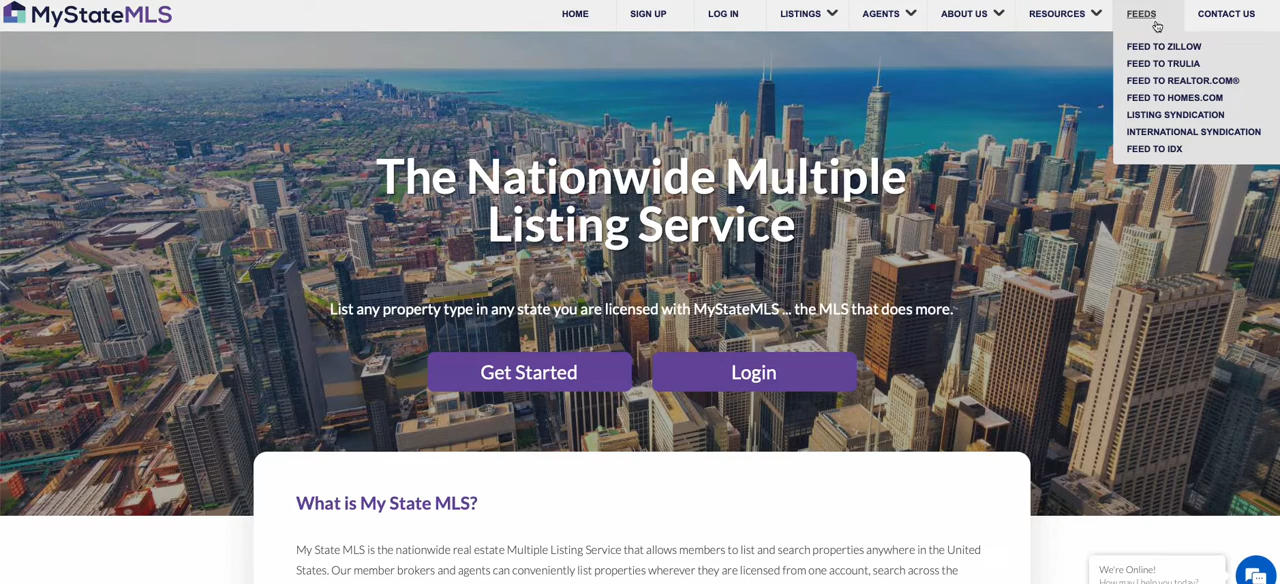 MyStateMLS
HOME SIGN UP LOG IN LISTINGS AGENTS ABOUT US RESOURCES FEEDS CONTACT US
FEED TO ZILLOW
FEED TO TRULIA
FEED TO REALTOR.COM®
FEED TO HOMES.COM
LISTING SYNDICATION
INTERNATIONAL SYNDICATION
FEED TO IDX
The Nationwide Multiple
Listing Service
List any property type in any state you are licensed with MyStateMLS ... the MLS that does more.
Get Started Login
What is My State MLS?
My State MLS is the nationwide real estate Multiple Listing Service that allows members to list and search properties anywhere in the United
States. Our member brokers and agents can conveniently list properties wherever they are licensed from one account, search across the
We're Online!
How may I help you today?